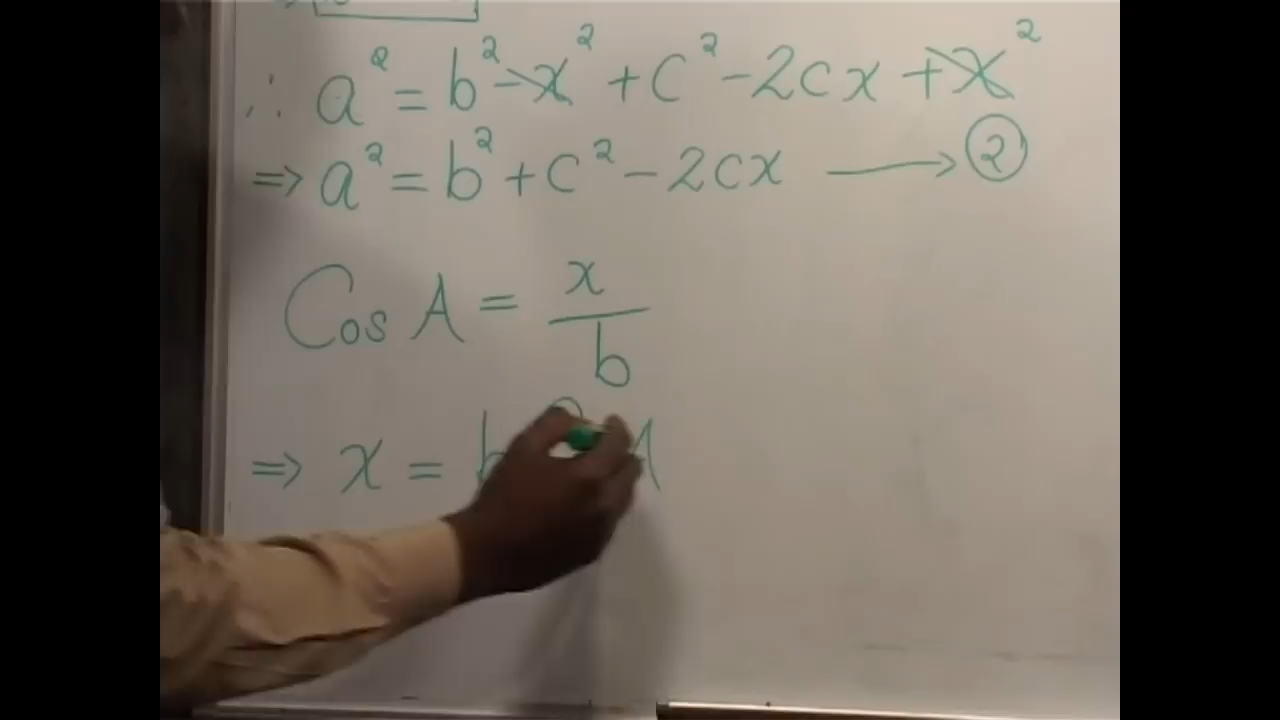 ∴ a² = b² - x² + c² - 2cx + x²
⇒ a² = b² + c² - 2cx ⟶ ②
Cos A = x/b
⇒ x = b A